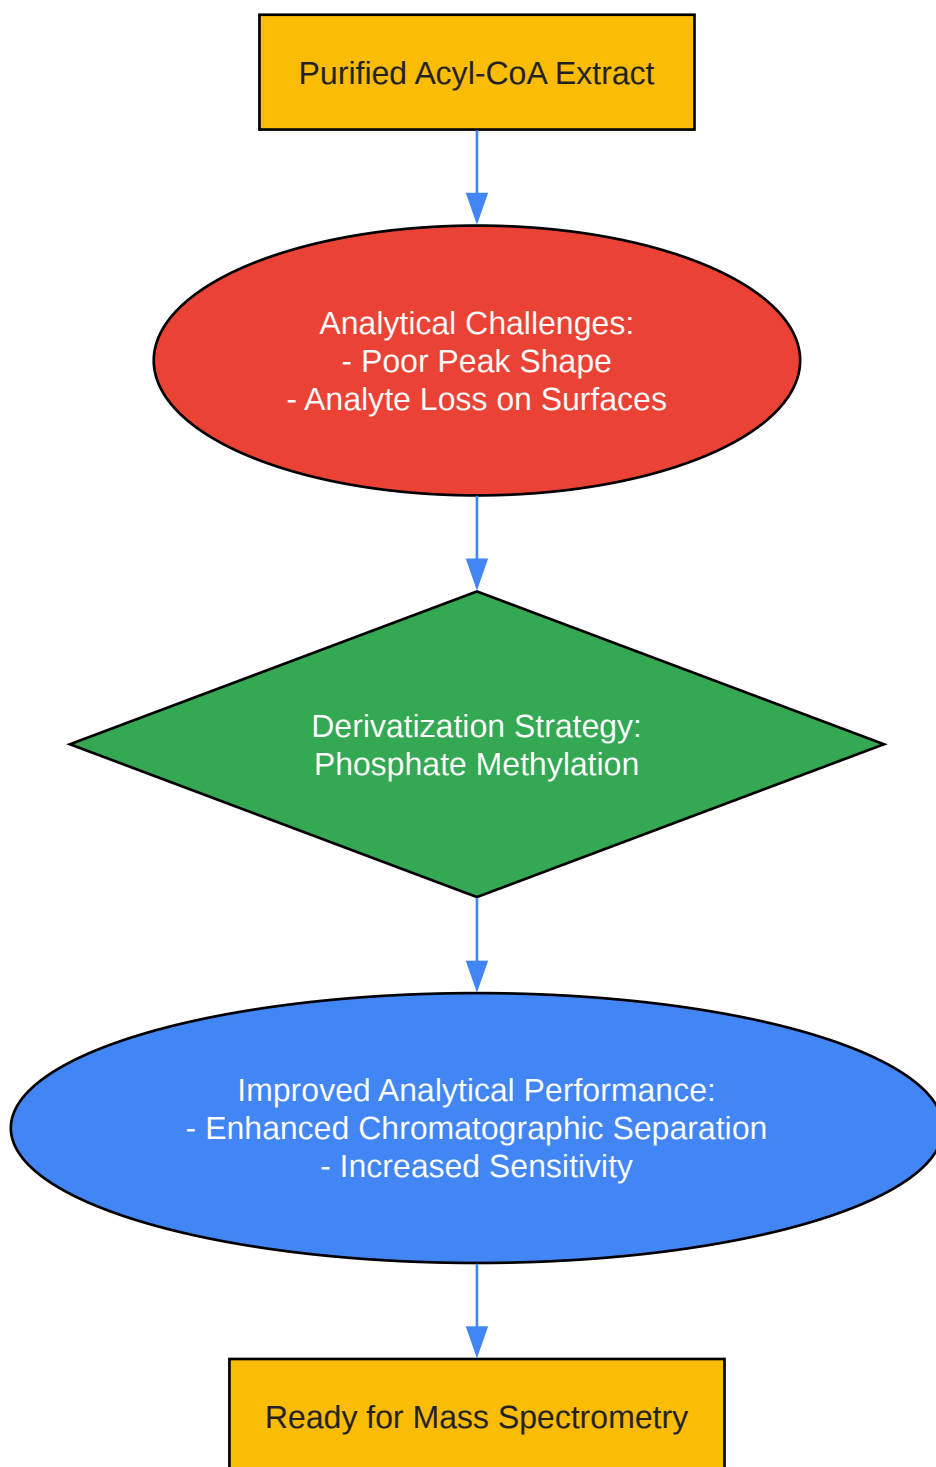 Purified Acyl-CoA Extract
Analytical Challenges:
- Poor Peak Shape
- Analyte Loss on Surfaces
Derivatization Strategy:
Phosphate Methylation
Improved Analytical Performance:
- Enhanced Chromatographic Separation
- Increased Sensitivity
Ready for Mass Spectrometry